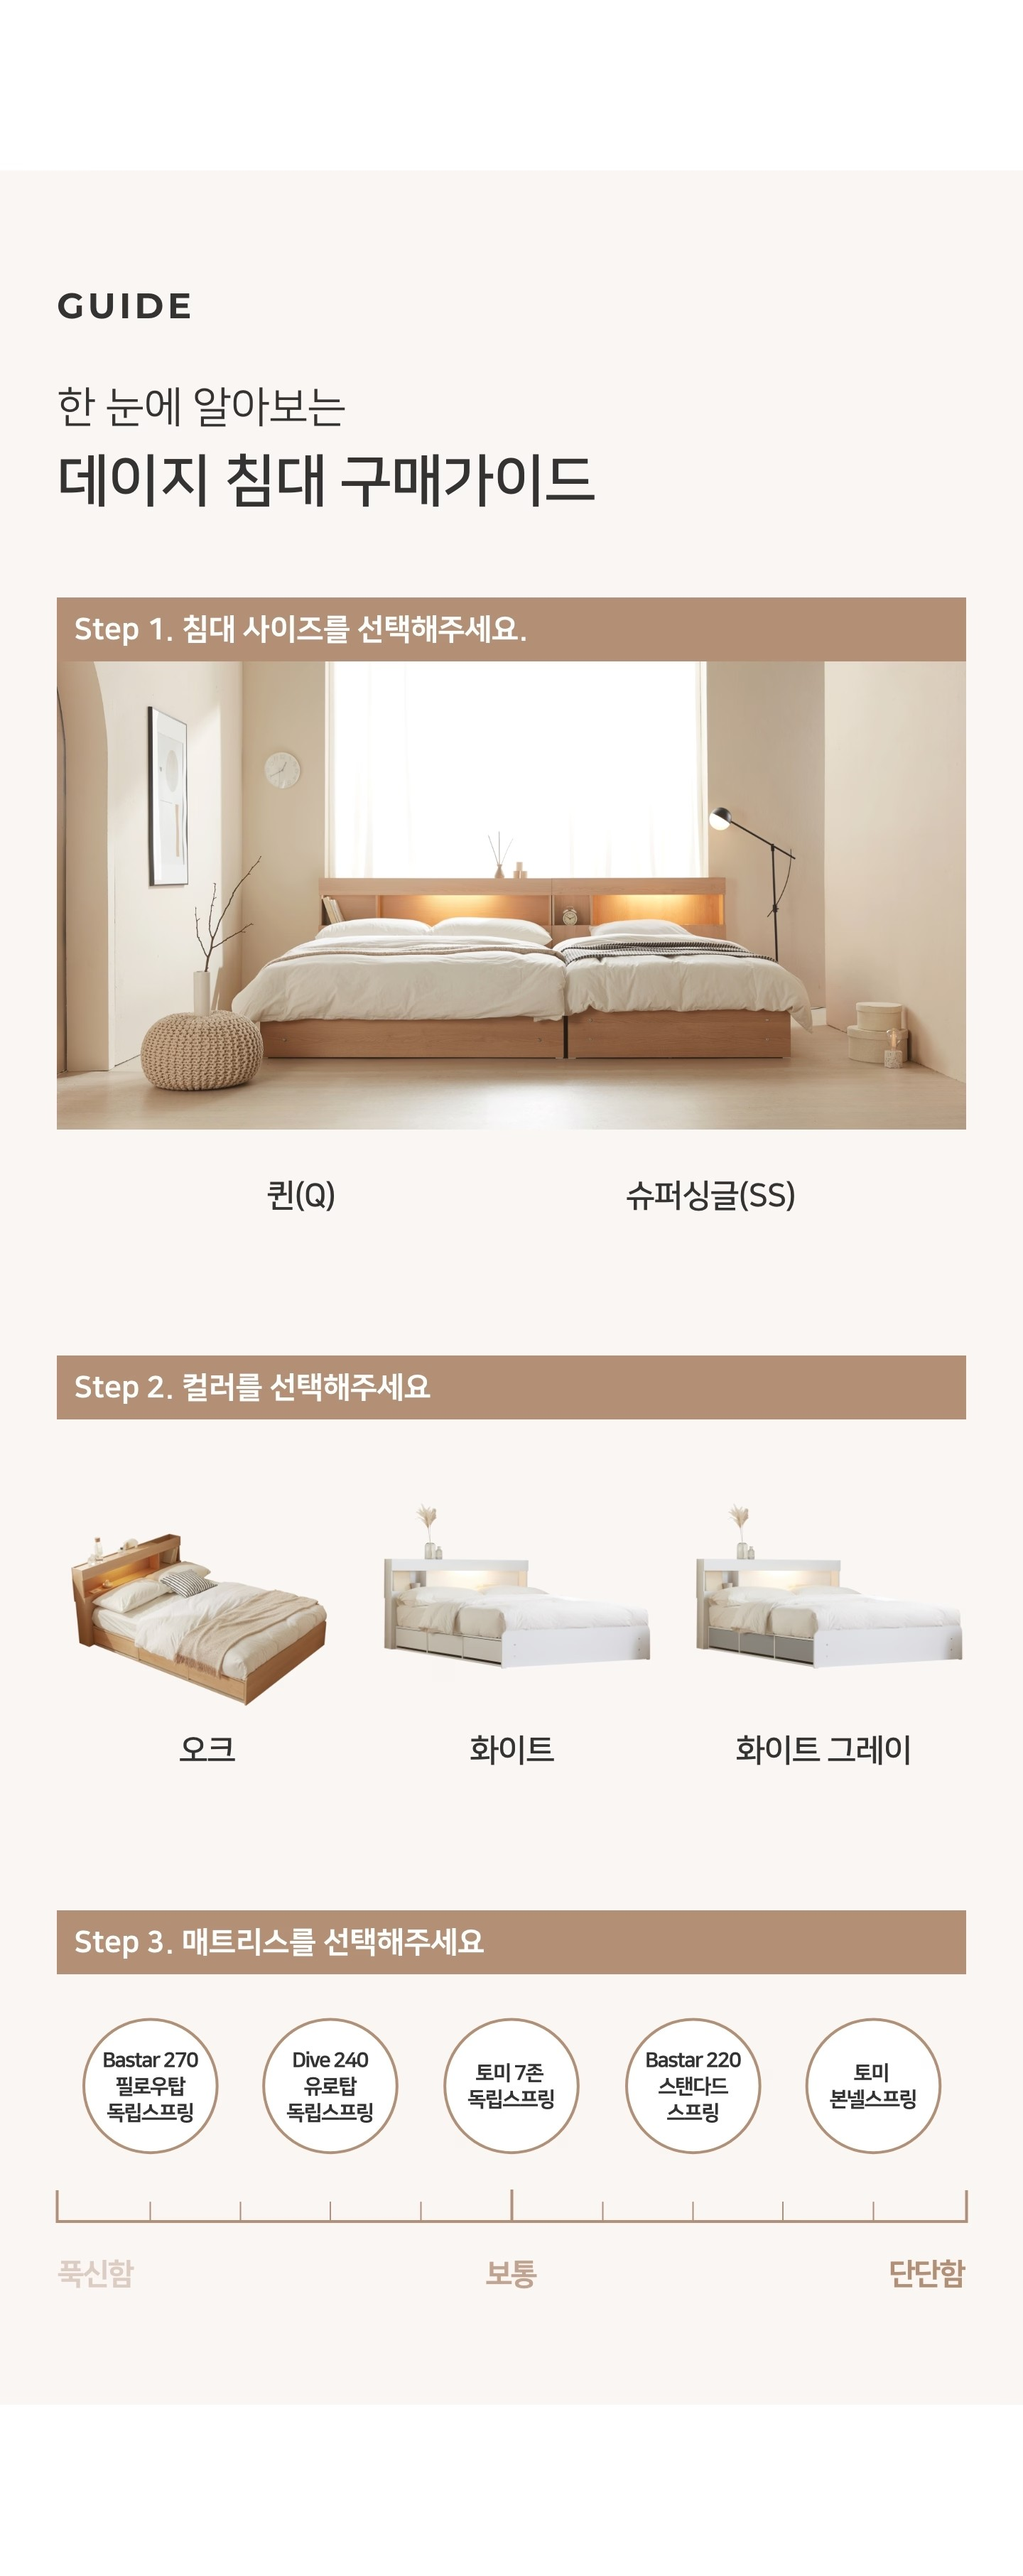 GUIDE
한 눈에 알아보는
데이지 침대 구매가이드
Step 1. 침대 사이즈를 선택해주세요.
퀸(Q)
슈퍼싱글(SS)
Step 2. 컬러를 선택해주세요
오크
화이트
화이트 그레이
Step 3. 매트리스를 선택해주세요
Bastar 270
필로우탑
독립스프링
Dive 240
유로탑
독립스프링
토미 7존
독립스프링
Bastar 220
스탠다드
스프링
토미
본넬스프링
푹신함
보통
단단함